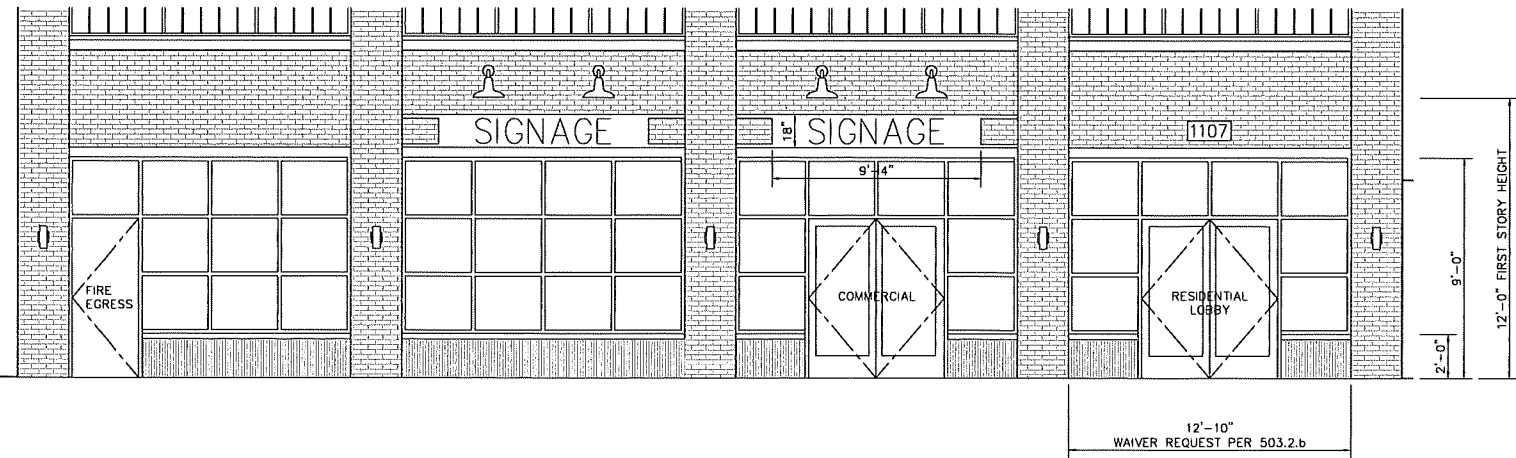 SIGNAGE
18"
SIGNAGE
1107
9'-4"
FIRE
EGRESS
COMMERCIAL
RESIDENTIAL
LOBBY
2'-0"
9'-0"
12'-0" FIRST STORY HEIGHT
12'-10"
WAIVER REQUEST PER 503.2.b